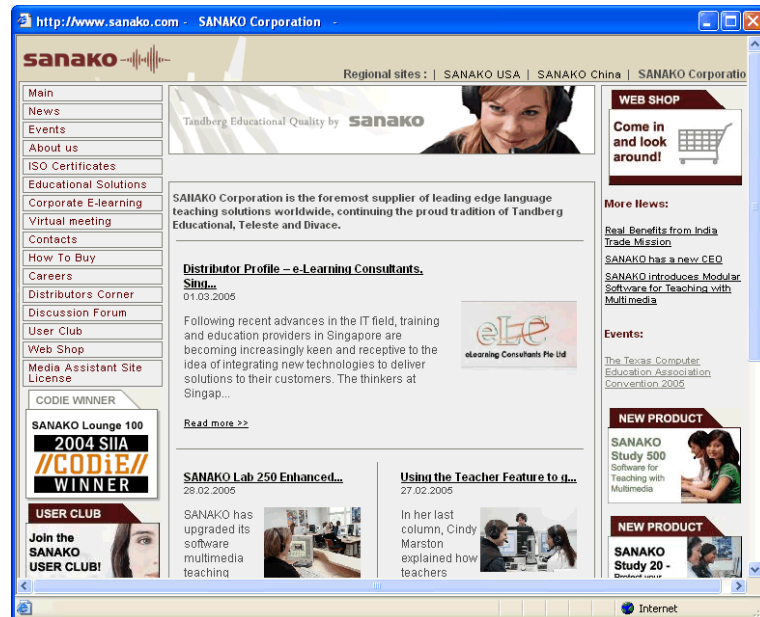 http://www.sanako.com - SANAKO Corporation -
sanako
Regional sites : | SANAKO USA | SANAKO China | SANAKO Corporatio
Main
News
Events
About us
ISO Certificates
Educational Solutions
Corporate E-learning
Virtual meeting
Contacts
How To Buy
Careers
Distributors Corner
Discussion Forum
User Club
Web Shop
Media Assistant Site
License
CODIE WINNER
SANAKO Lounge 100
2004 SIIA
//CODiE//
WINNER
USER CLUB
Join the
SANAKO
USER CLUB!
Tandberg Educational Quality by sanako
SANAKO Corporation is the foremost supplier of leading edge language
teaching solutions worldwide, continuing the proud tradition of Tandberg
Educational, Teleste and Divace.
Distributor Profile – e-Learning Consultants,
Sing...
01.03.2005
Following recent advances in the IT field, training
and education providers in Singapore are
becoming increasingly keen and receptive to the
idea of integrating new technologies to deliver
solutions to their customers. The thinkers at
Singap...
eLC
eLearning Consultants Pte Ltd
Read more >>
SANAKO Lab 250 Enhanced...
28.02.2005
SANAKO has
upgraded its
software
multimedia
teaching
Using the Teacher Feature to g...
27.02.2005
In her last
column, Cindy
Marston
explained how
teachers
WEB SHOP
Come in
and look
around!
More News:
Real Benefits from India
Trade Mission
SANAKO has a new CEO
SANAKO introduces Modular
Software for Teaching with
Multimedia
Events:
The Texas Computer
Education Association
Convention 2005
NEW PRODUCT
SANAKO
Study 500
Software for
Teaching with
Multimedia
NEW PRODUCT
SANAKO
Study 20 -
Protect your
Internet